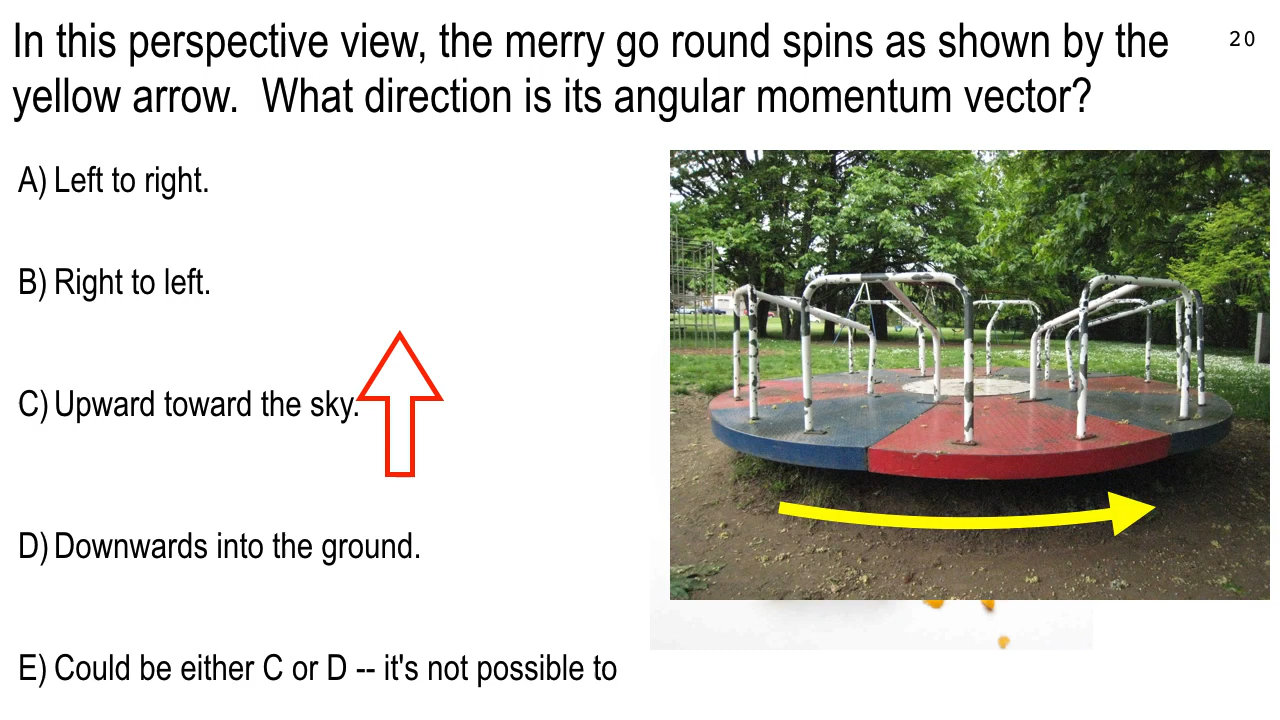 In this perspective view, the merry go round spins as shown by the
20
yellow arrow.  What direction is its angular momentum vector?
A) Left to right.
B) Right to left.
C) Upward toward the sky.
D) Downwards into the ground.
E) Could be either C or D -- it's not possible to